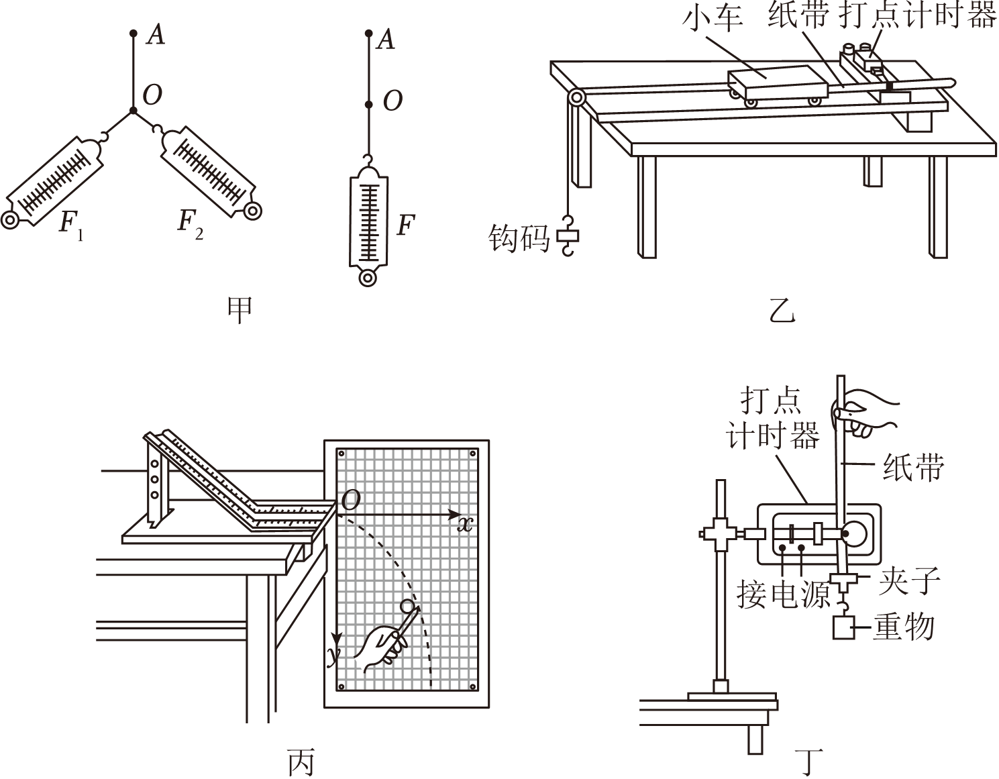 A
O
F1
F2
A
O
F
甲
小车
纸带
打点计时器
钩码
乙
O
x
y
丙
打点
计时器
纸带
接电源
夹子
重物
丁